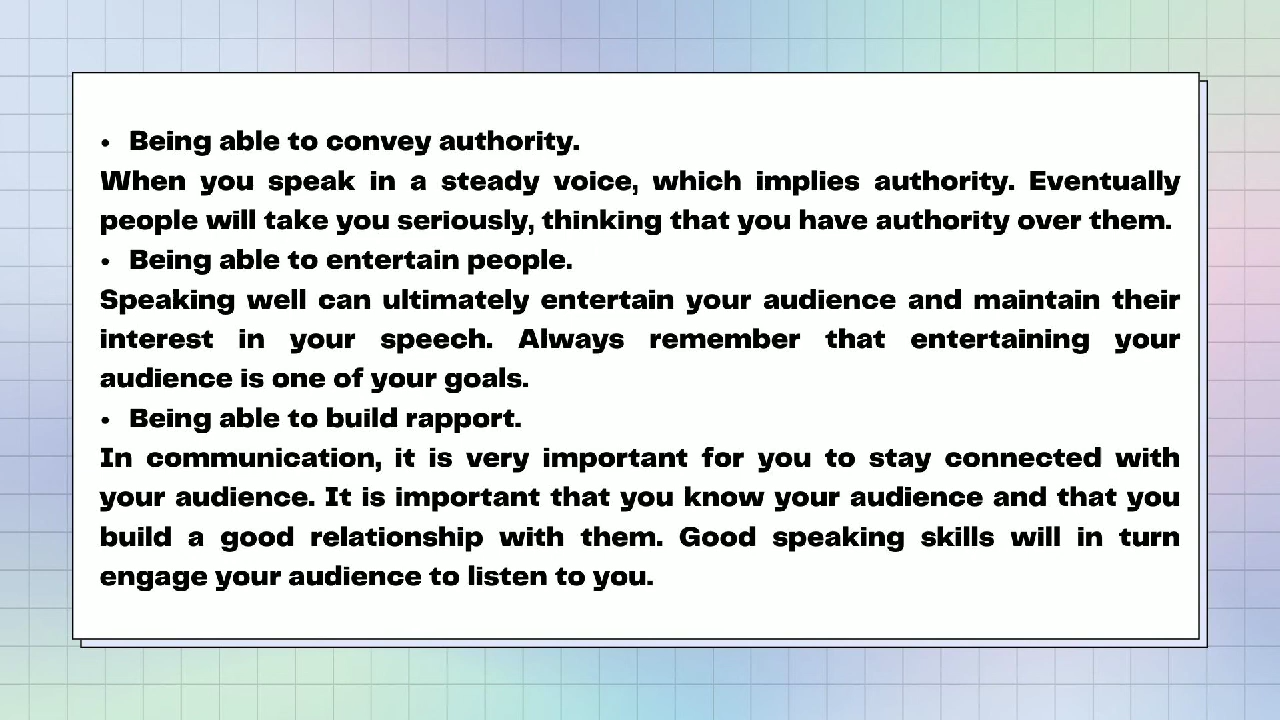 • Being able to convey authority.
When you speak in a steady voice, which implies authority. Eventually
people will take you seriously, thinking that you have authority over them.
• Being able to entertain people.
Speaking well can ultimately entertain your audience and maintain their
interest in your speech. Always remember that entertaining your
audience is one of your goals.
• Being able to build rapport.
In communication, it is very important for you to stay connected with
your audience. It is important that you know your audience and that you
build a good relationship with them. Good speaking skills will in turn
engage your audience to listen to you.